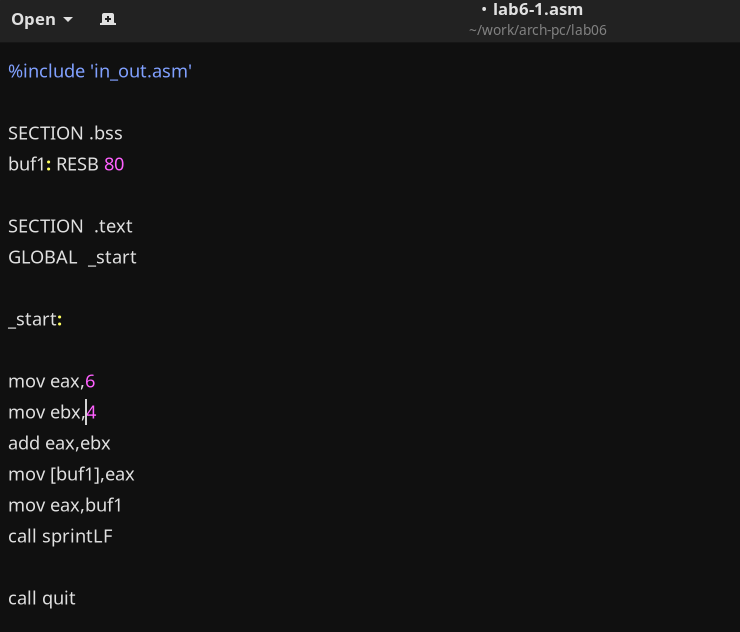 Open
• lab6-1.asm
~/work/arch-pc/lab06
%include 'in_out.asm'
SECTION .bss
buf1: RESB 80
SECTION  .text
GLOBAL  _start
_start:
mov eax,6
mov ebx,4
add eax,ebx
mov [buf1],eax
mov eax,buf1
call sprintLF
call quit